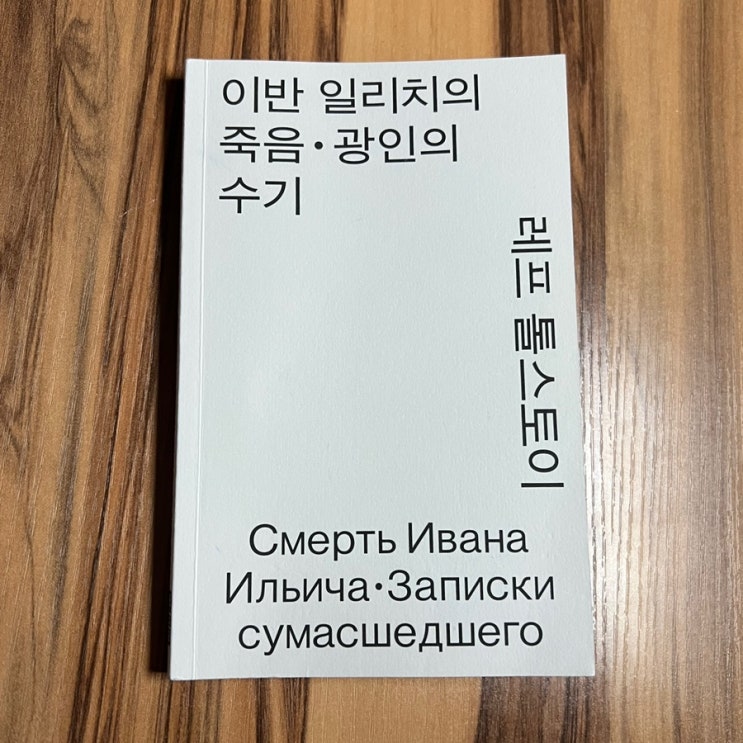 이반 일리치의
죽음·광인의
수기
레프 톨스토이
Смерть Ивана
Ильича·Записки
сумасшедшего